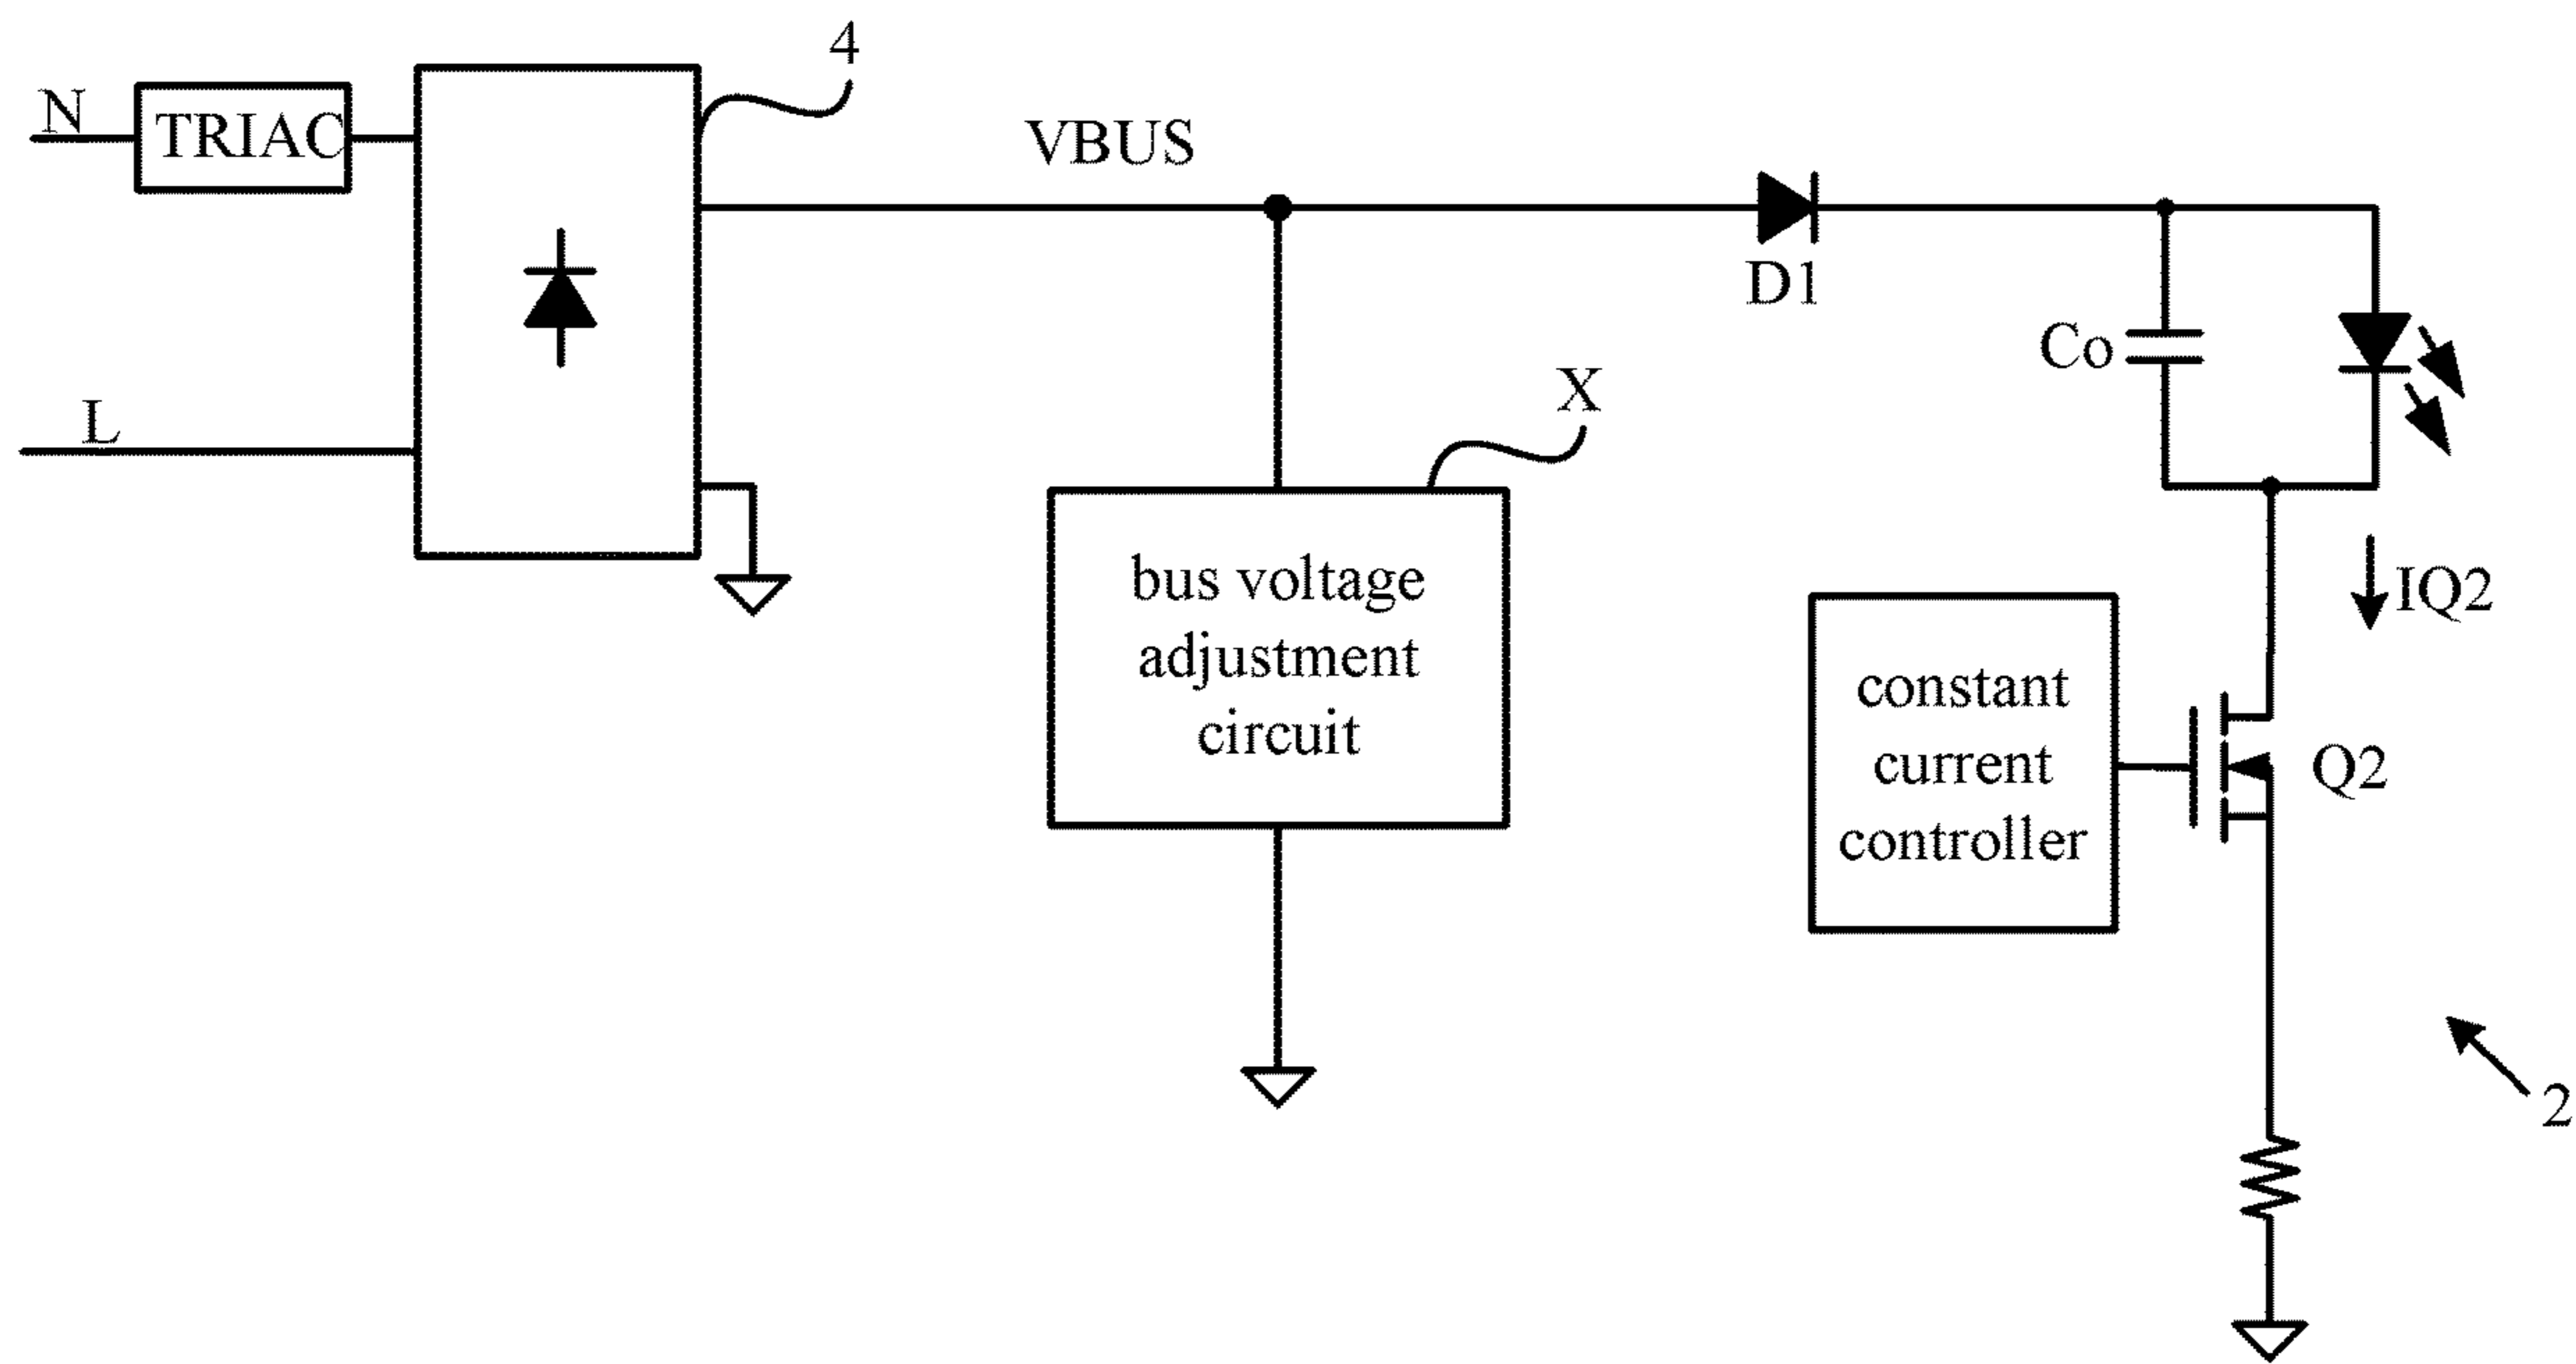 4
N
TRIAC
VBUS
D1
Co
L
X
bus voltage
adjustment
circuit
IQ2
constant
current
controller
Q2
2